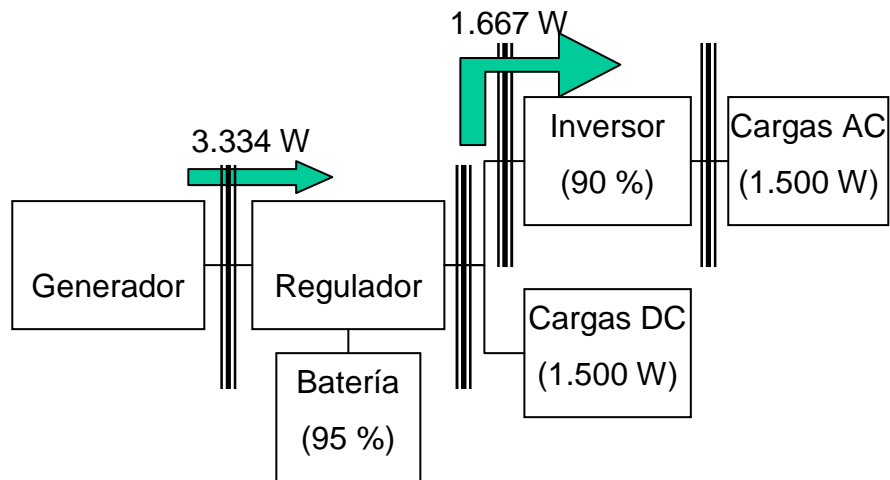 1.667 W
3.334 W
Inversor
(90 %)
Cargas AC
(1.500 W)
Generador
Regulador
Cargas DC
(1.500 W)
Batería
(95 %)